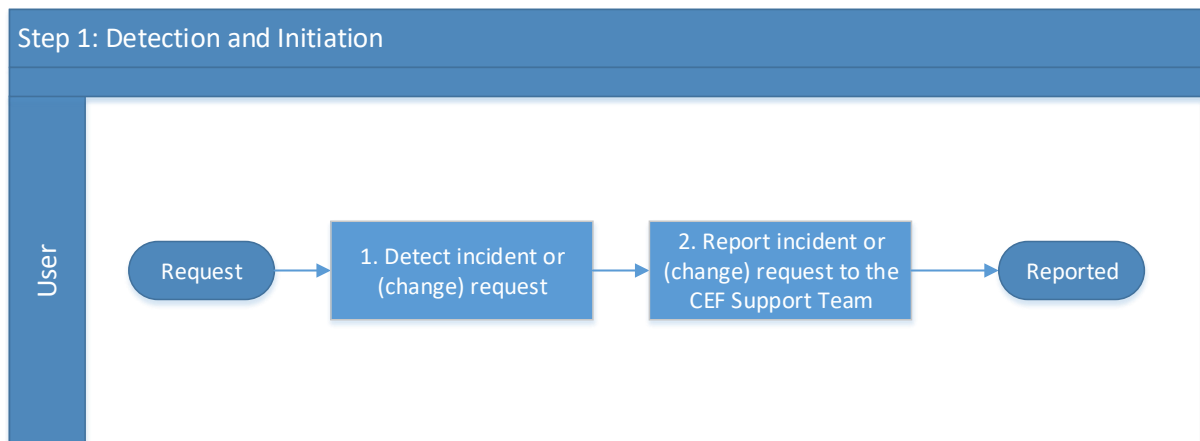 Step 1: Detection and Initiation
User
Request
1. Detect incident or
(change) request
2. Report incident or
(change) request to the
CEF Support Team
Reported